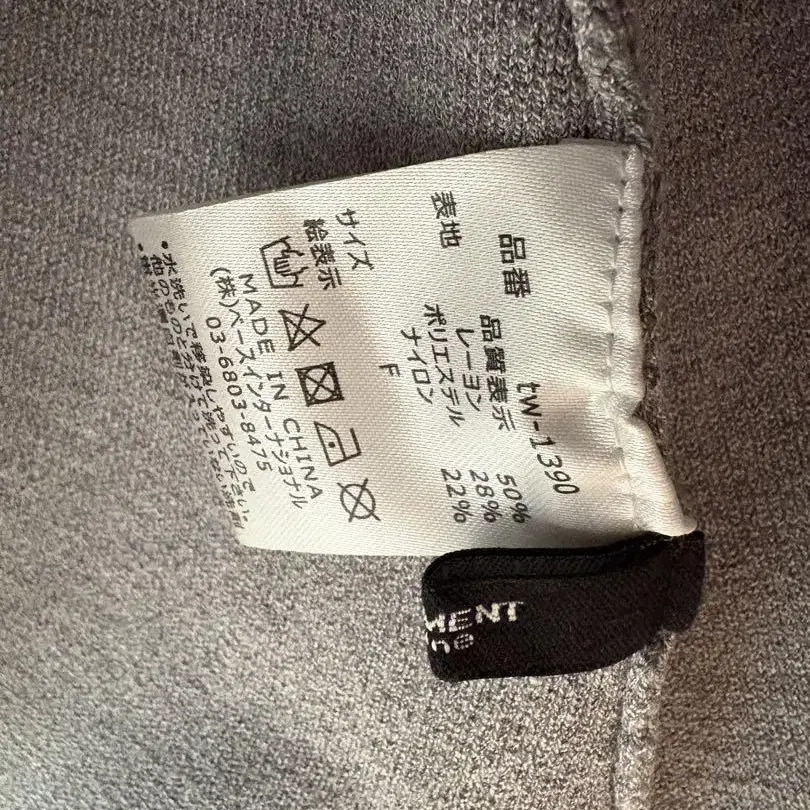 品番 tw-1390
品質表示
表地 レーヨン 50%
ポリエステル 28%
ナイロン 22%
サイズ F
絵表示
MADE IN CHINA
(株)ベースインターナショナル
03-6803-8475
MENT